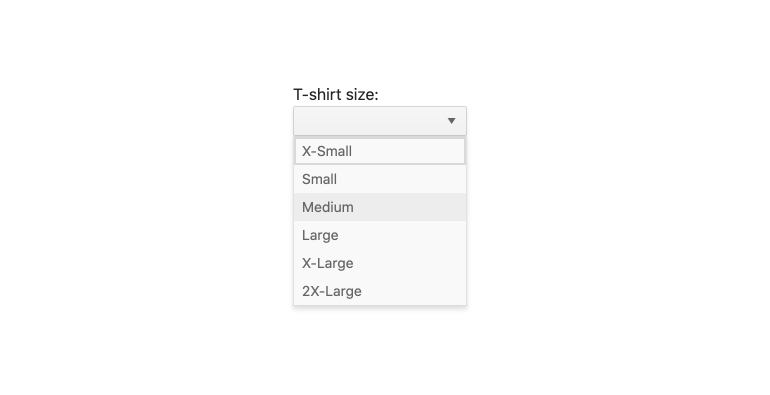 T-shirt size:
X-Small
Small
Medium
Large
X-Large
2X-Large